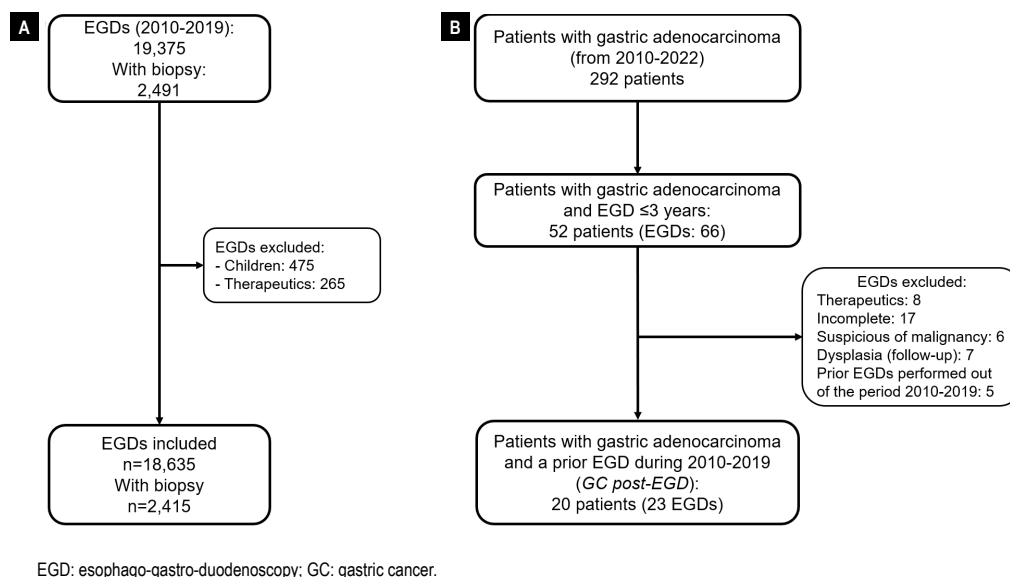 A
EGDs (2010-2019):
19,375
With biopsy:
2,491
EGDs excluded:
- Children: 475
- Therapeutics: 265
EGDs included
n=18,635
With biopsy
n=2,415
B
Patients with gastric adenocarcinoma
(from 2010-2022)
292 patients
Patients with gastric adenocarcinoma
and EGD ≤3 years:
52 patients (EGDs: 66)
EGDs excluded:
Therapeutics: 8
Incomplete: 17
Suspicious of malignancy: 6
Dysplasia (follow-up): 7
Prior EGDs performed out
of the period 2010-2019: 5
Patients with gastric adenocarcinoma
and a prior EGD during 2010-2019
(GC post-EGD):
20 patients (23 EGDs)
EGD: esophago-gastro-duodenoscopy; GC: gastric cancer.